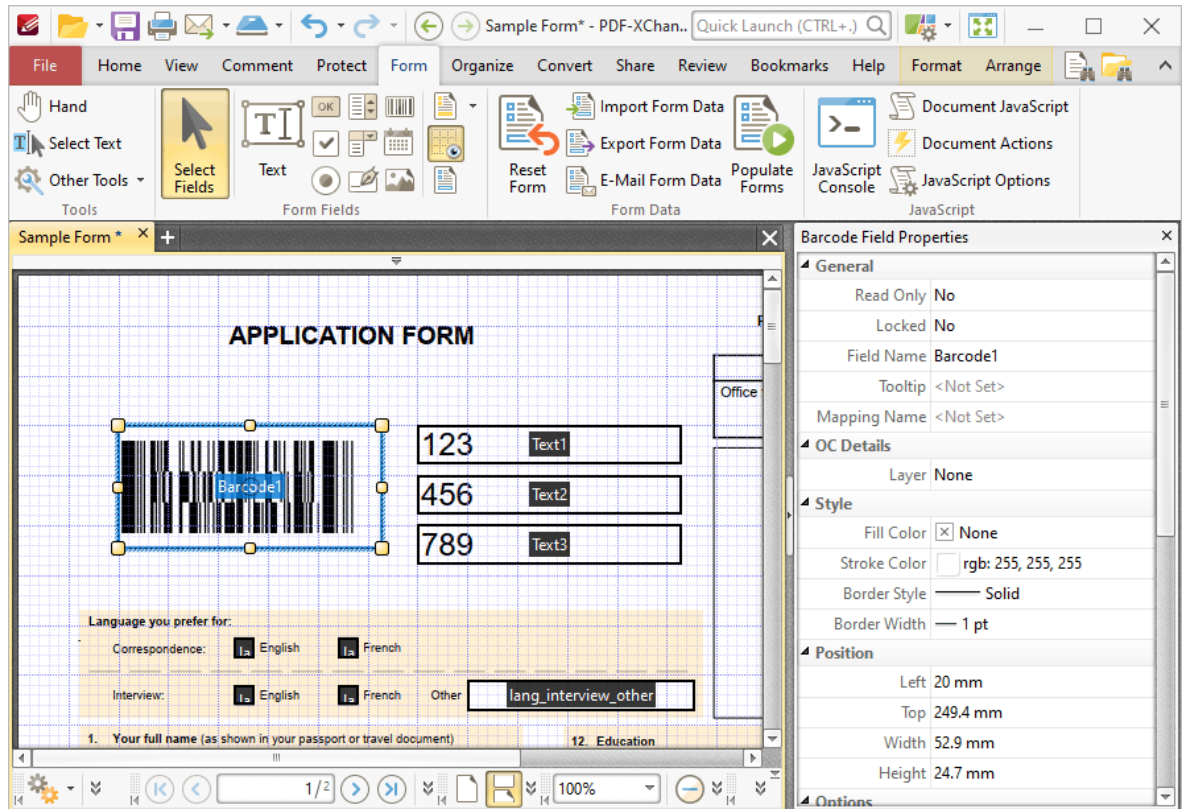 Sample Form* - PDF-XChan..
Quick Launch (CTRL+.)
File Home View Comment Protect Form Organize Convert Share Review Bookmarks Help Format Arrange
Hand
Select Text
Other Tools
Tools
Select Fields
Text
OK
Form Fields
Reset Form
Import Form Data
Export Form Data
E-Mail Form Data
Populate Forms
Form Data
JavaScript Console
Document JavaScript
Document Actions
JavaScript Options
JavaScript
Sample Form *
APPLICATION FORM
Office
Barcode1
123 Text1
456 Text2
789 Text3
Language you prefer for:
Correspondence: la English la French
Interview: la English la French Other lang_interview_other
1. Your full name (as shown in your passport or travel document)
12. Education
1/2
100%
Barcode Field Properties
General
Read Only No
Locked No
Field Name Barcode1
Tooltip <Not Set>
Mapping Name <Not Set>
OC Details
Layer None
Style
Fill Color None
Stroke Color rgb: 255, 255, 255
Border Style Solid
Border Width 1 pt
Position
Left 20 mm
Top 249.4 mm
Width 52.9 mm
Height 24.7 mm
Options